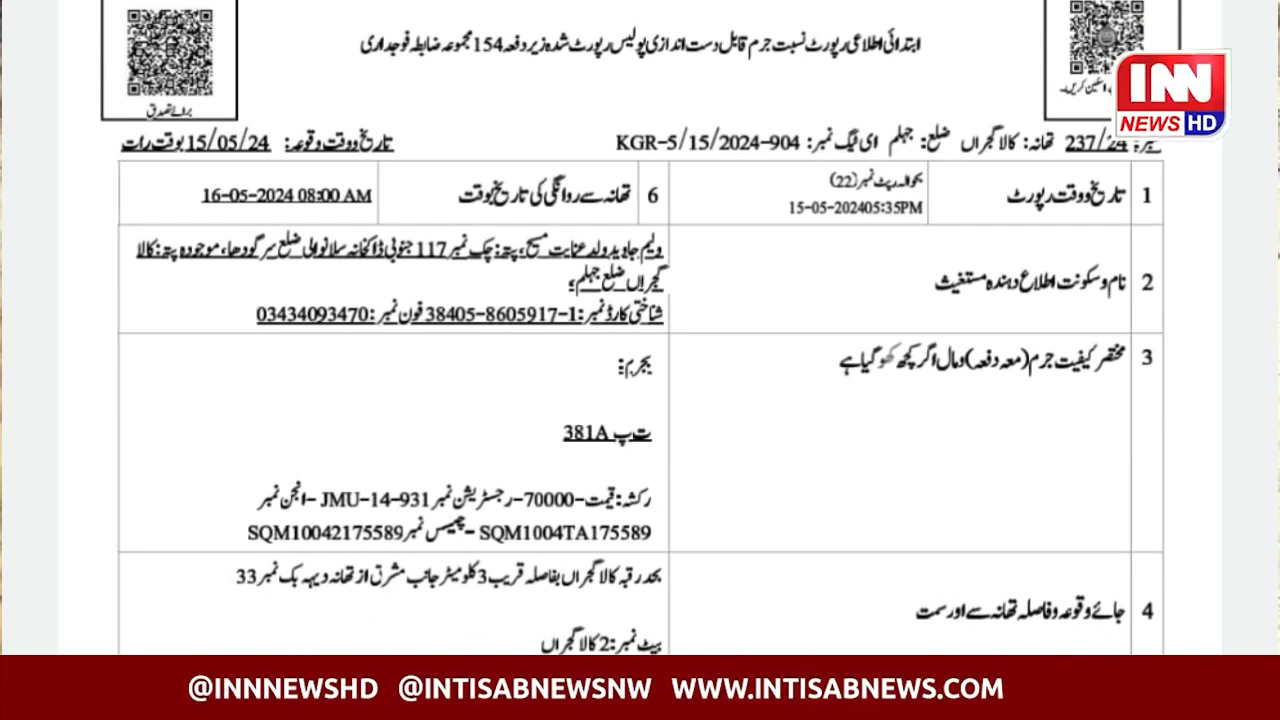 ابتدائی اطلاعی رپورٹ نسبت جرم قابل دست اندازی پولیس رپورٹ شدہ زیر دفعہ 154 مجموعہ ضابطہ فوجداری
برائے تصدیق
اسکین کریں۔
INN
NEWS HD
237/24 تھانہ: کالا گجراں ضلع: جہلم ای ٹیگ نمبر: KGR-5/15/2024-904 تاریخ و وقت وقوعہ: 15/05/24 بوقت رات
1 تاریخ و وقت رپورٹ
بحوالہ رپٹ نمبر (22)
15-05-202405:35PM
6 تھانہ سے روانگی کی تاریخ بوقت
16-05-2024 08:00 AM
2 نام و سکونت اطلاع دہندہ مستغیث
ولیم جاوید ولد عنایت مسیح، پتہ: چک نمبر 117 جنوبی ڈاکخانہ سلانوالی ضلع سرگودھا، موجودہ پتہ: کالا
گجراں ضلع جہلم،
شناختی کارڈ نمبر: 38405-8605917-1 فون نمبر: 03434093470
3 مختصر کیفیت جرم (معہ دفعہ) و مال اگر کچھ کھو گیا ہے
بجرم:
ت پ 381A
رکشہ: قیمت-70000-رجسٹریشن نمبر JMU-14-931 -انجن نمبر
SQM1004TA175589 -چیسس نمبر SQM10042175589
4 جائے وقوعہ و فاصلہ تھانہ سے اور سمت
بحد رقبہ کالا گجراں بفاصلہ قریب 3 کلومیٹر جانب مشرق از تھانہ دیہہ بک نمبر 33
بیٹ نمبر: 2 کالا گجراں
@INNNEWSHD @INTISABNEWSNW WWW.INTISABNEWS.COM